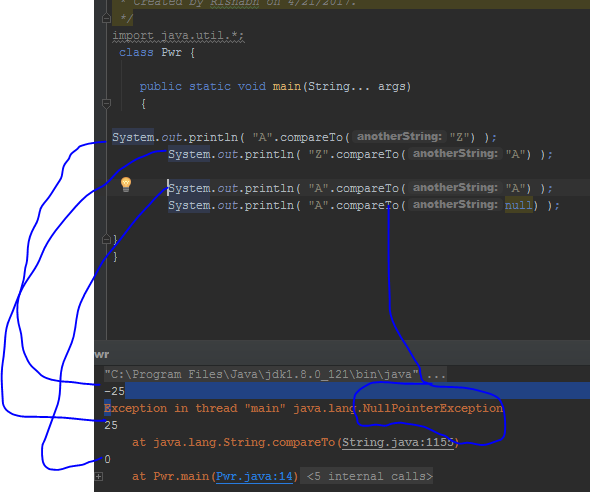 * Created by Rishabh on 4/21/2017.
*/
import java.util.*;
class Pwr {
public static void main(String... args)
{
System.out.println( "A".compareTo( anotherString: "Z") );
System.out.println( "Z".compareTo( anotherString: "A") );
System.out.println( "A".compareTo( anotherString: "A") );
System.out.println( "A".compareTo( anotherString: null) );
}
}
wr
"C:\Program Files\Java\jdk1.8.0_121\bin\java" ...
-25
Exception in thread "main" java.lang.NullPointerException
25
at java.lang.String.compareTo(String.java:1155)
0
at Pwr.main(Pwr.java:14) <5 internal calls>